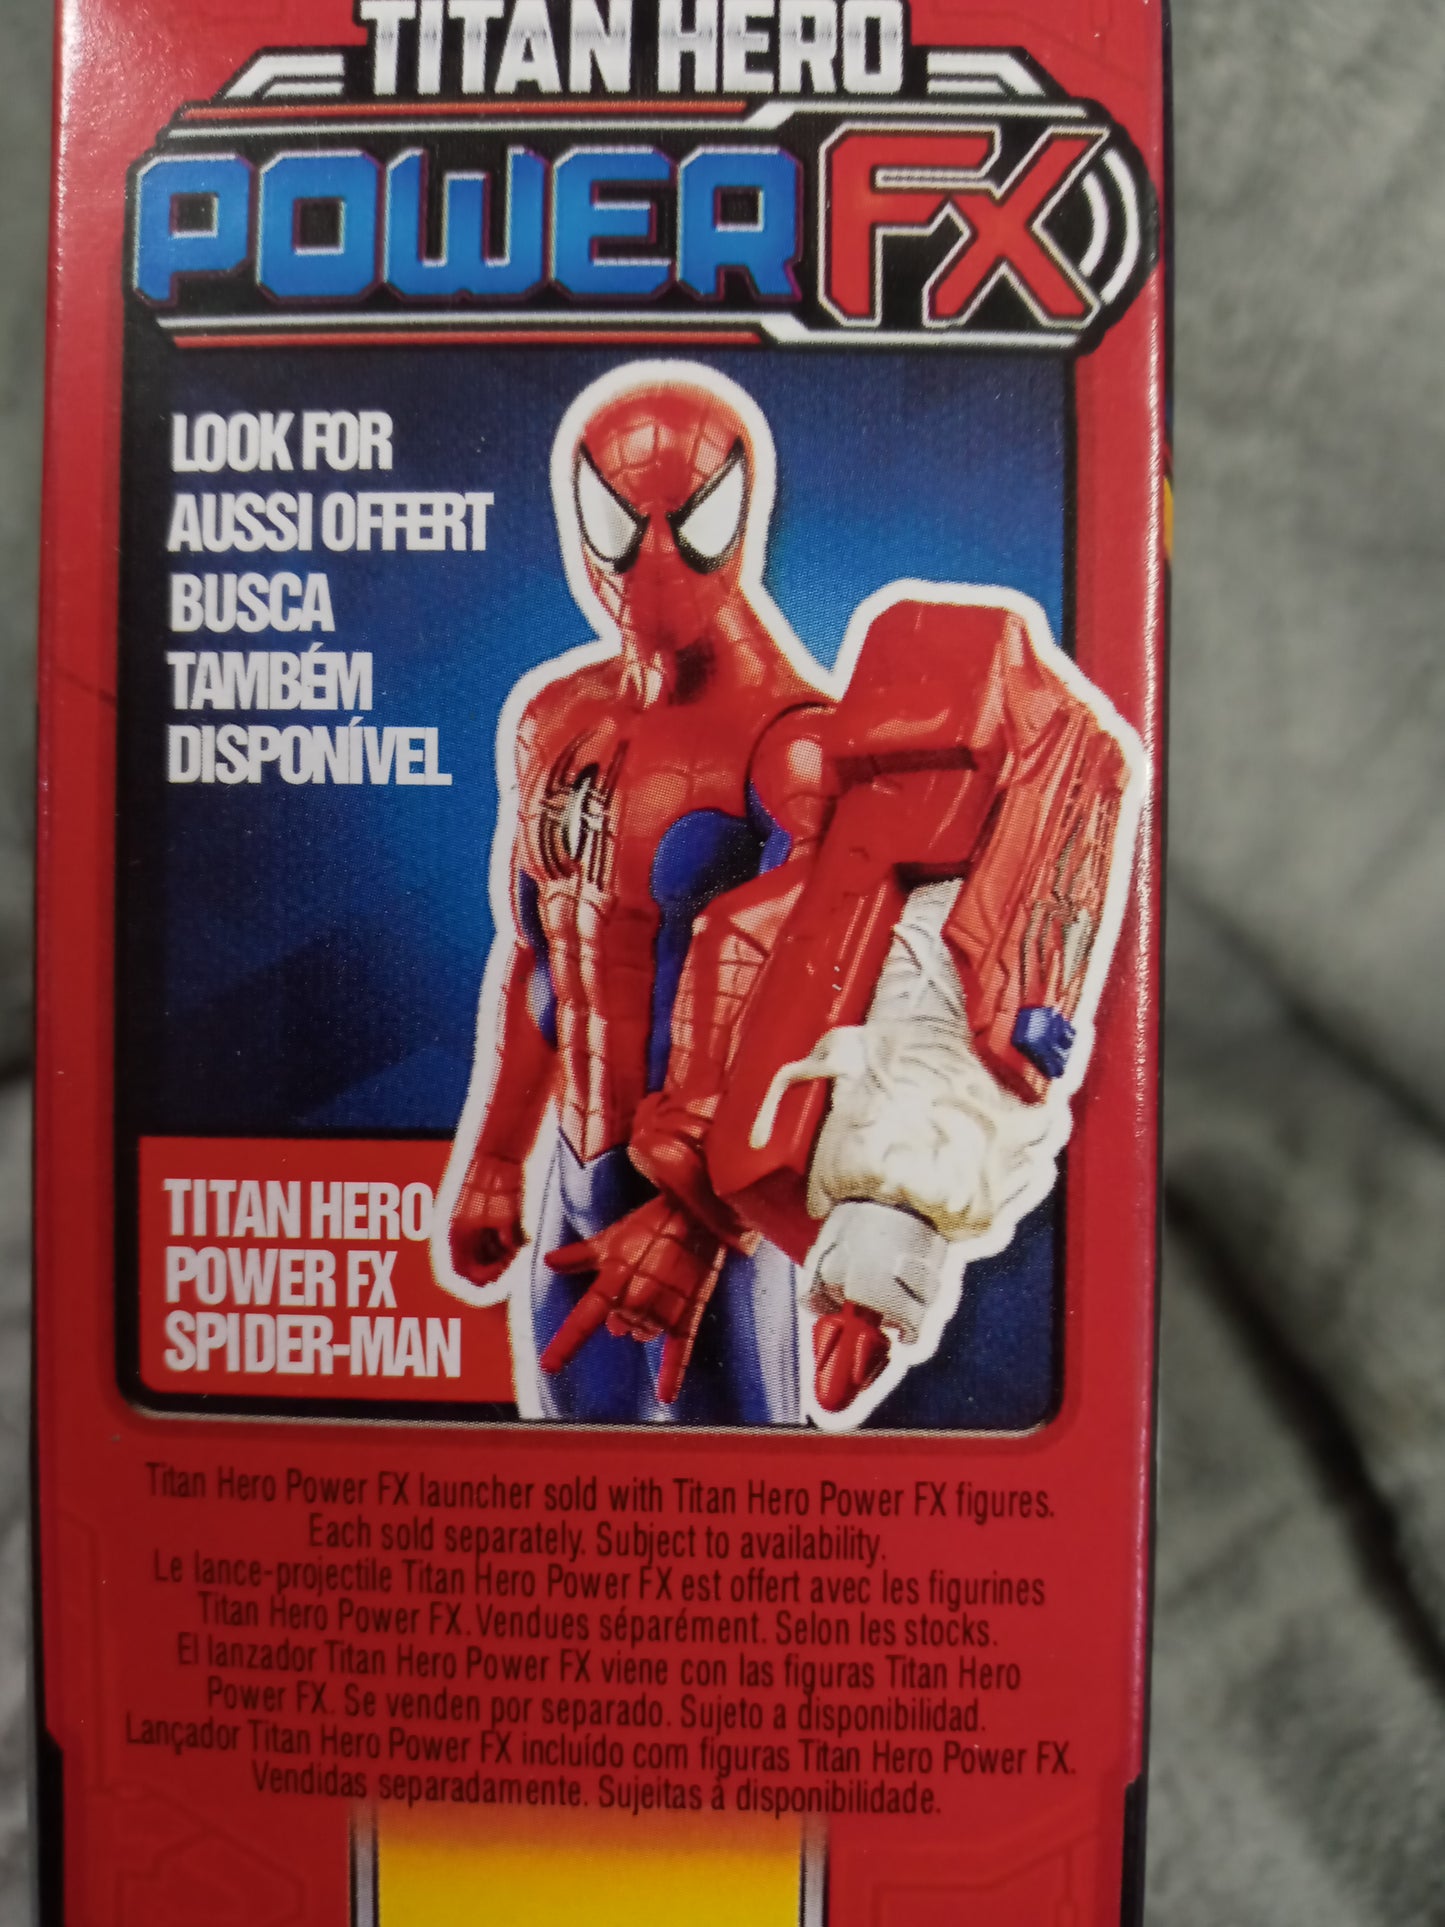 TITAN HERO
POWER FX
LOOK FOR
AUSSI OFFERT
BUSCA
TAMBÉM
DISPONÍVEL
TITAN HERO
POWER FX
SPIDER-MAN
Titan Hero Power FX launcher sold with Titan Hero Power FX figures.
Each sold separately. Subject to availability.
Le lance-projectile Titan Hero Power FX est offert avec les figurines
Titan Hero Power FX. Vendues séparément. Selon les stocks.
El lanzador Titan Hero Power FX viene con las figuras Titan Hero
Power FX. Se venden por separado. Sujeto a disponibilidad.
Lançador Titan Hero Power FX incluído com figuras Titan Hero Power FX.
Vendidas separadamente. Sujeitas à disponibilidade.